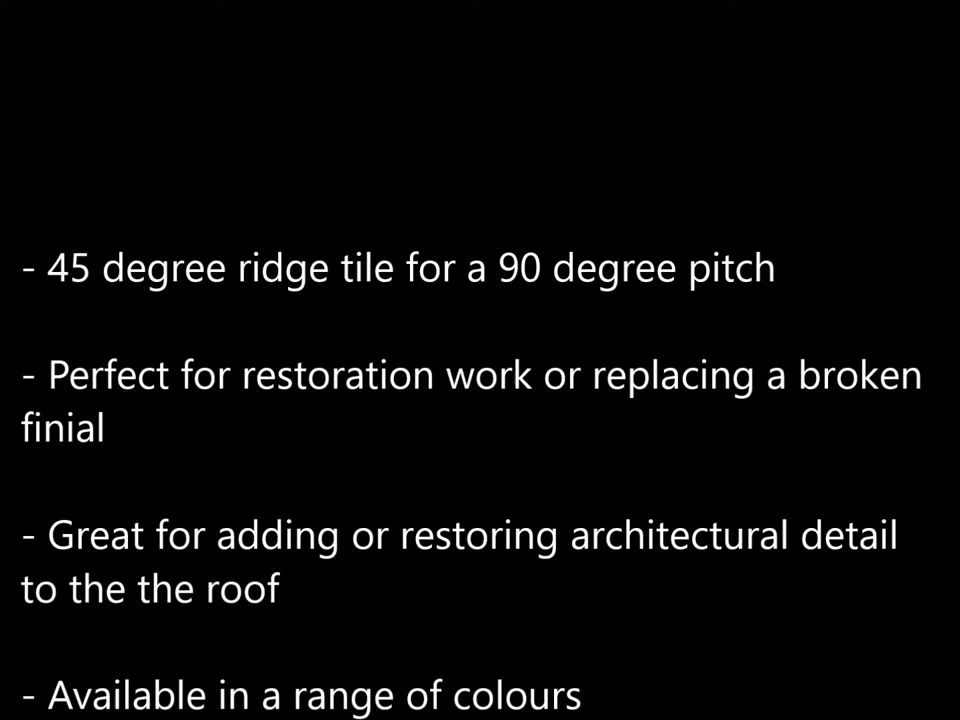 - 45 degree ridge tile for a 90 degree pitch
- Perfect for restoration work or replacing a broken
finial
- Great for adding or restoring architectural detail
to the the roof
- Available in a range of colours